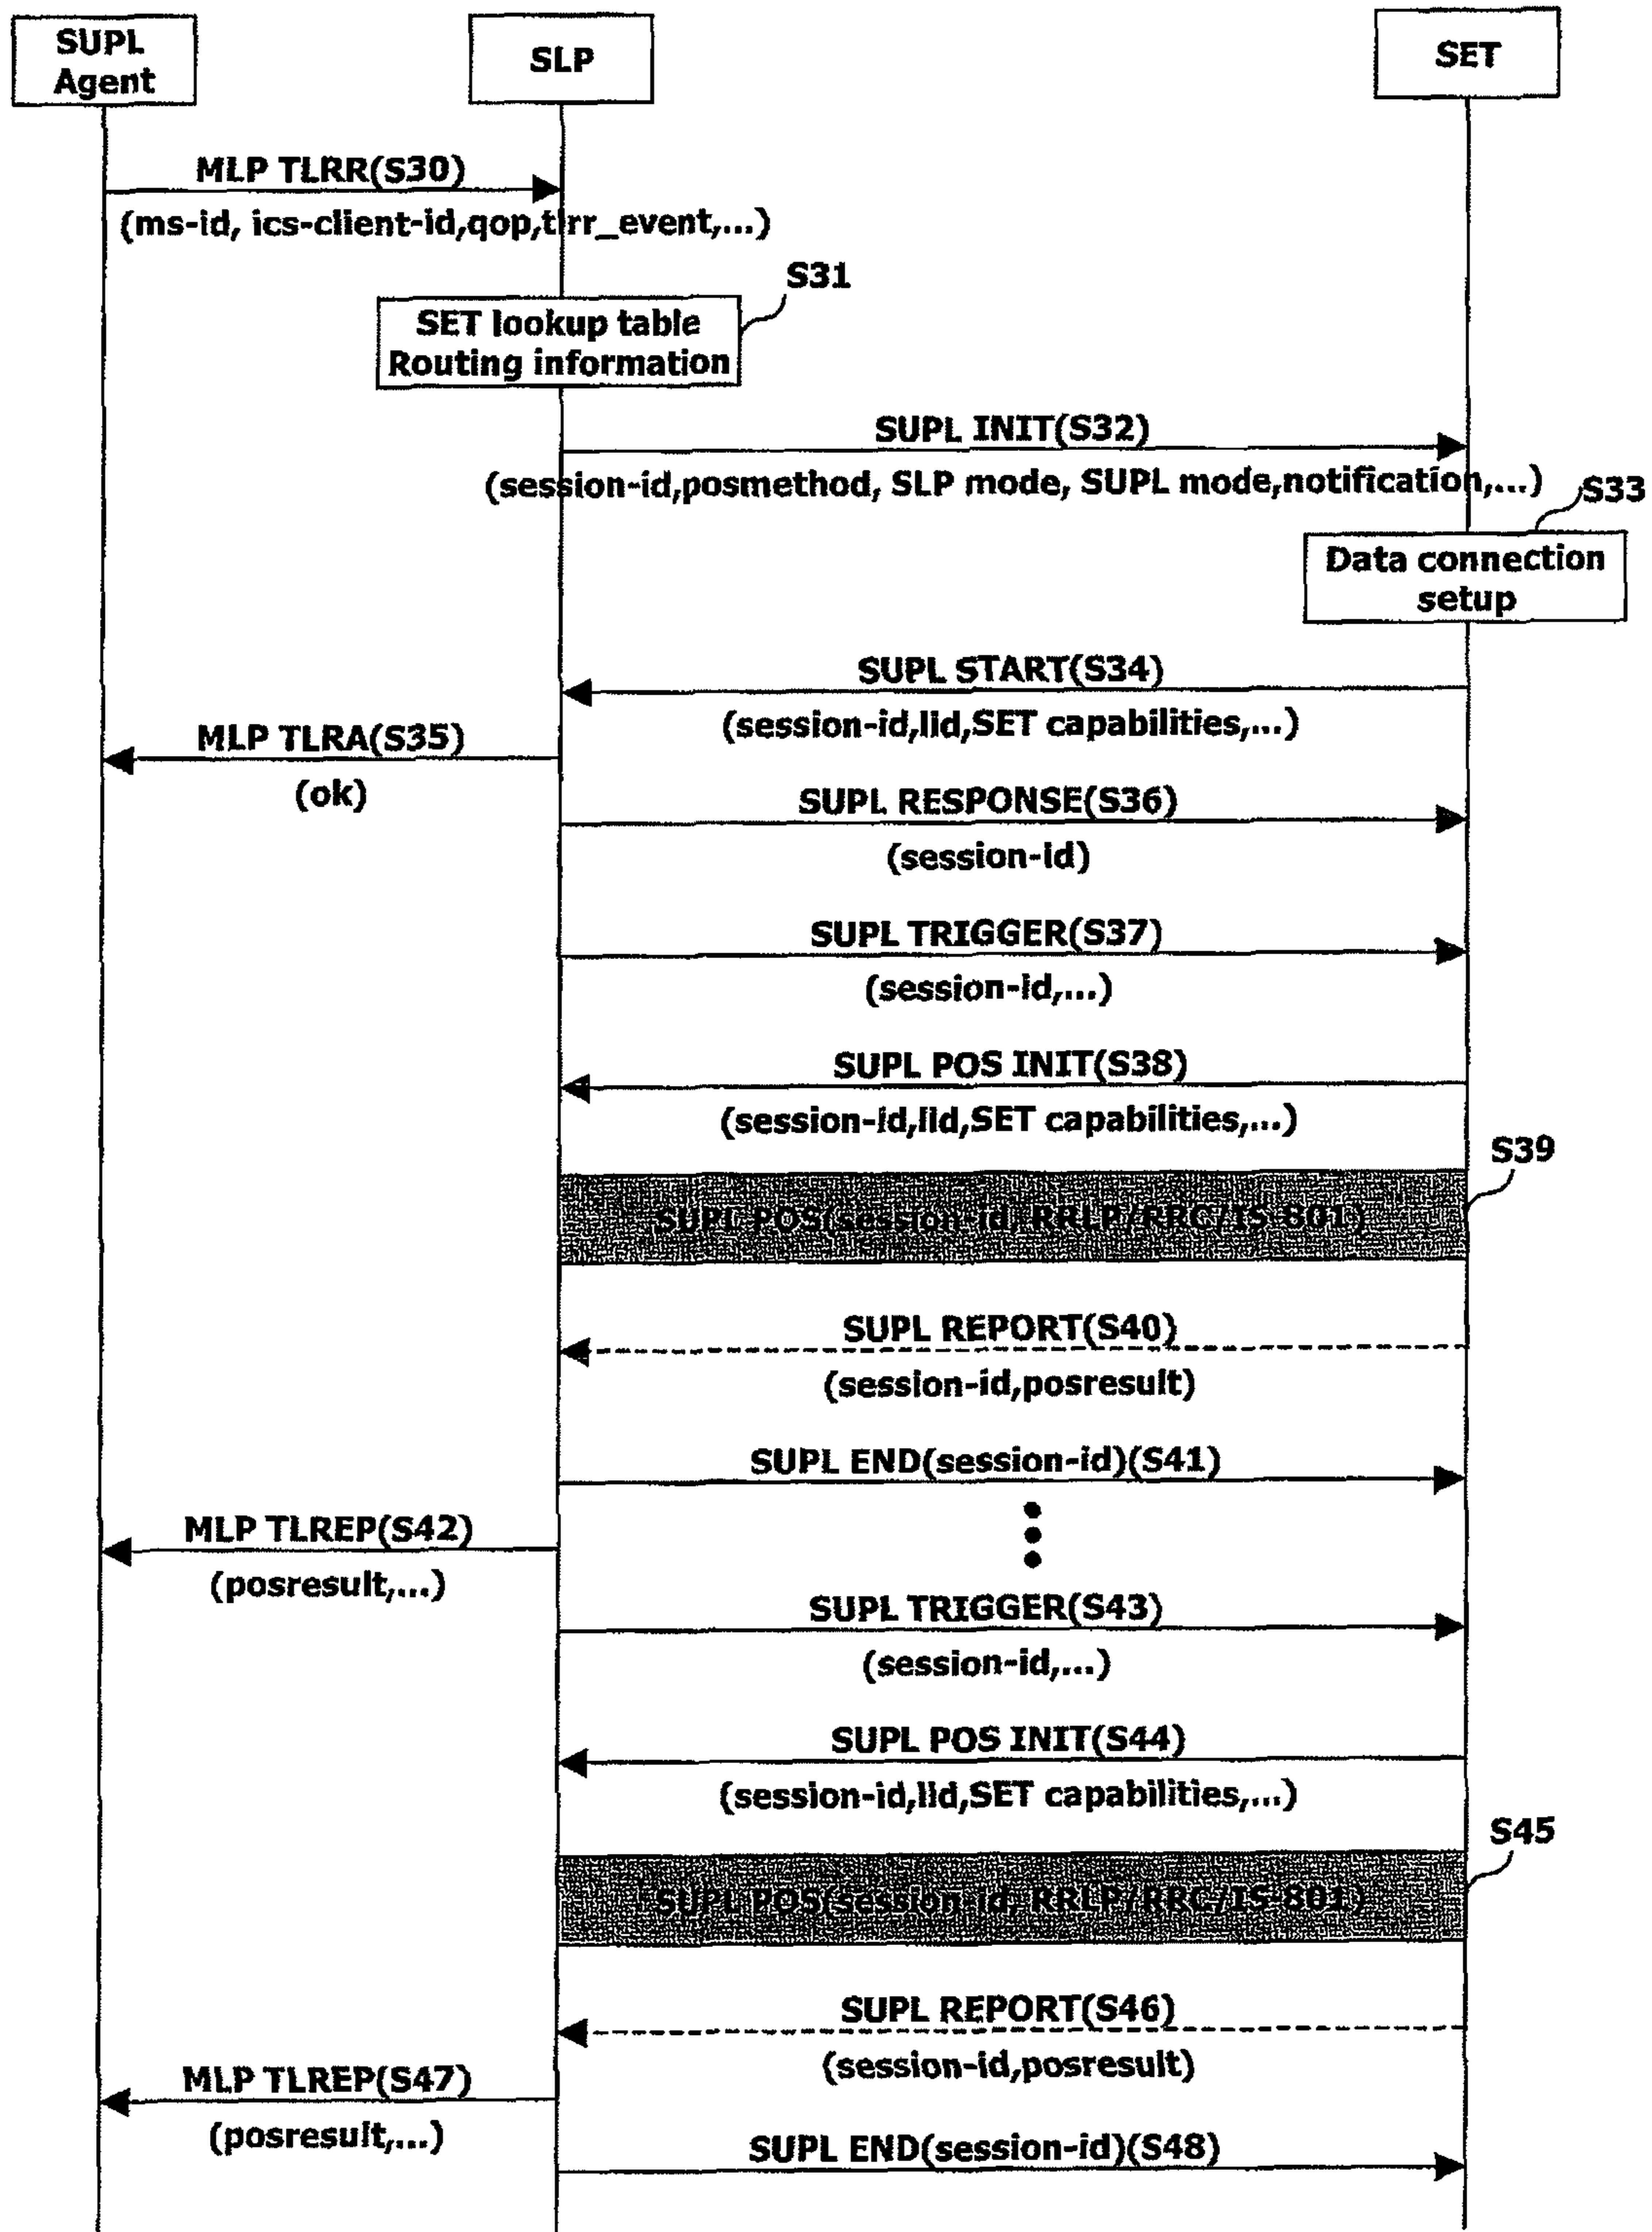 SUPL
Agent
SLP
SET
MLP TLRR(S30)
(ms-id, ics-client-id,qop,tlrr_event,...)
S31
SET lookup table
Routing information
SUPL INIT(S32)
(session-id,posmethod, SLP mode, SUPL mode,notification,...)
S33
Data connection
setup
SUPL START(S34)
(session-id,lid,SET capabilities,...)
MLP TLRA(S35)
(ok)
SUPL RESPONSE(S36)
(session-id)
SUPL TRIGGER(S37)
(session-id,...)
SUPL POS INIT(S38)
(session-id,lid,SET capabilities,...)
S39
SUPL POS(session-id, RRLP/RRC/IS-801)
SUPL REPORT(S40)
(session-id,posresult)
SUPL END(session-id)(S41)
MLP TLREP(S42)
(posresult,...)
SUPL TRIGGER(S43)
(session-id,...)
SUPL POS INIT(S44)
(session-id,lid,SET capabilities,...)
S45
SUPL POS(session-id, RRLP/RRC/IS-801)
SUPL REPORT(S46)
(session-id,posresult)
MLP TLREP(S47)
(posresult,...)
SUPL END(session-id)(S48)